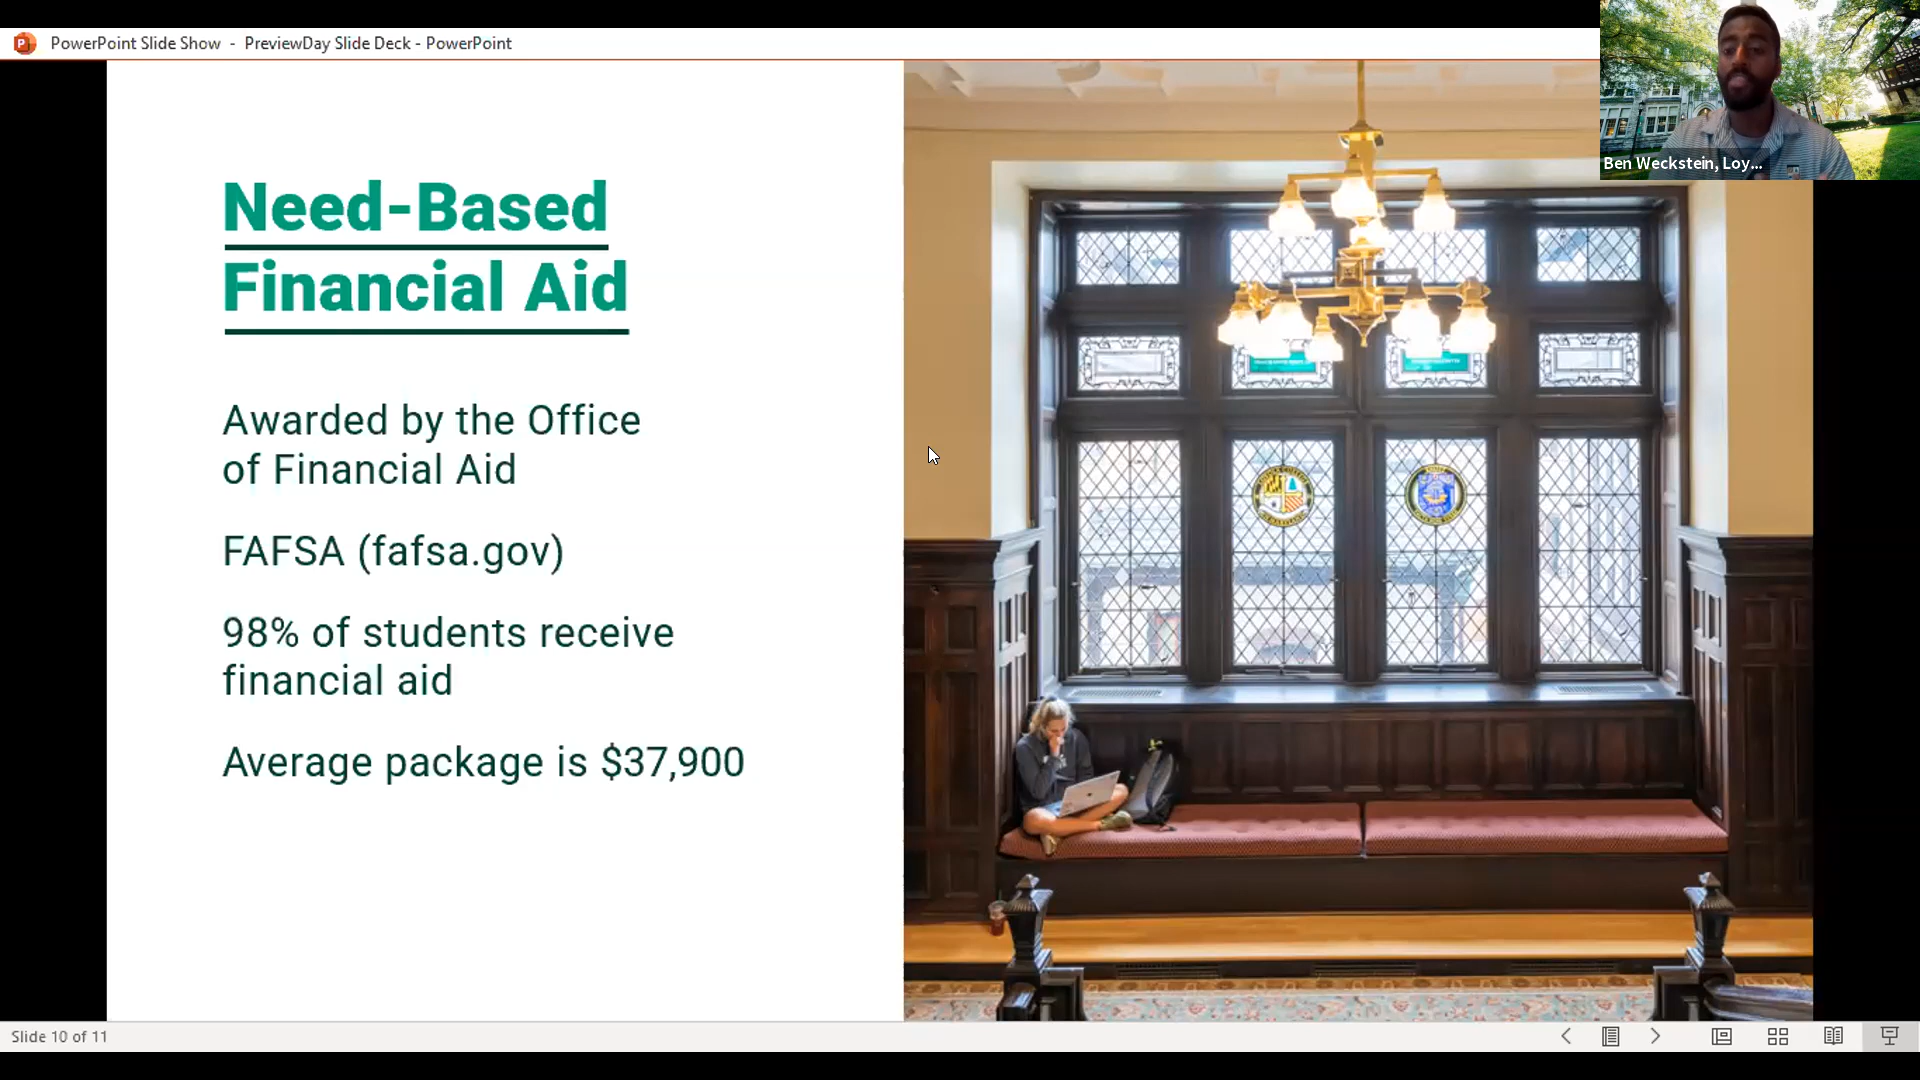 PowerPoint Slide Show - PreviewDay Slide Deck - PowerPoint
Ben Weckstein, Loy...
Need-Based
Financial Aid
Awarded by the Office
of Financial Aid
FAFSA (fafsa.gov)
98% of students receive
financial aid
Average package is $37,900
Slide 10 of 11